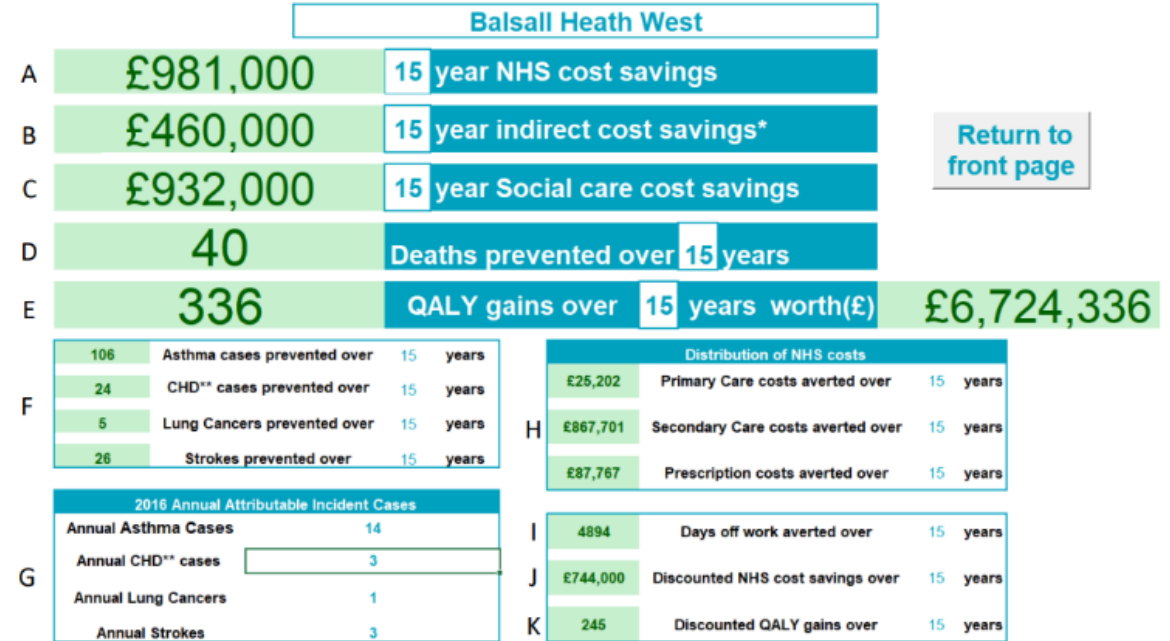 Balsall Heath West
A £981,000 15 year NHS cost savings
B £460,000 15 year indirect cost savings*
Return to
front page
C £932,000 15 year Social care cost savings
D 40 Deaths prevented over 15 years
E 336 QALY gains over 15 years worth(£) £6,724,336
F
106 Asthma cases prevented over 15 years
24 CHD** cases prevented over 15 years
5 Lung Cancers prevented over 15 years
26 Strokes prevented over 15 years
H
Distribution of NHS costs
£25,202 Primary Care costs averted over 15 years
£867,701 Secondary Care costs averted over 15 years
£87,767 Prescription costs averted over 15 years
G
2016 Annual Attributable Incident Cases
Annual Asthma Cases 14
Annual CHD** cases 3
Annual Lung Cancers 1
Annual Strokes 3
I 4894 Days off work averted over 15 years
J £744,000 Discounted NHS cost savings over 15 years
K 245 Discounted QALY gains over 15 years